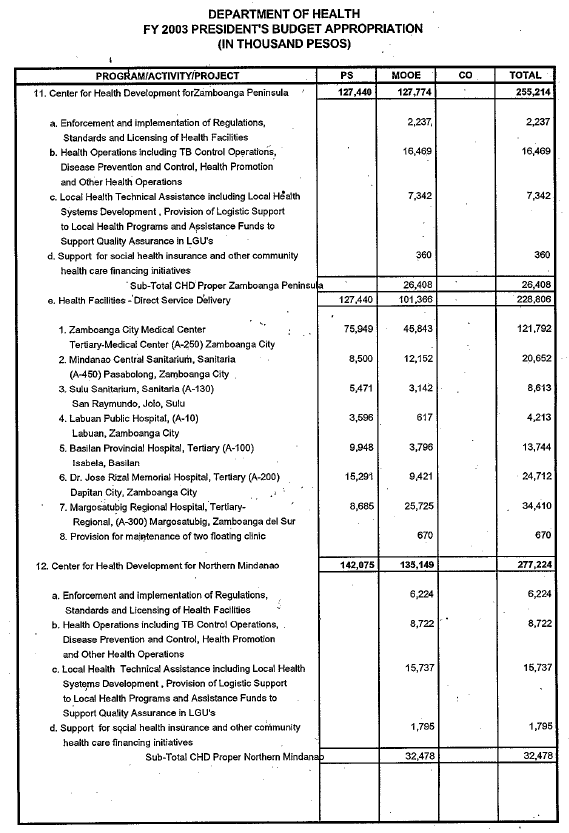 DEPARTMENT OF HEALTH
FY 2003 PRESIDENT'S BUDGET APPROPRIATION
(IN THOUSAND PESOS)
PROGRAM/ACTIVITY/PROJECT PS MOOE CO TOTAL
11. Center for Health Development forZamboanga Peninsula 127,440 127,774 255,214
a. Enforcement and implementation of Regulations, 2,237 2,237
Standards and Licensing of Health Facilities
b. Health Operations including TB Control Operations, 16,469 16,469
Disease Prevention and Control, Health Promotion
and Other Health Operations
c. Local Health Technical Assistance including Local Health 7,342 7,342
Systems Development , Provision of Logistic Support
to Local Health Programs and Assistance Funds to
Support Quality Assurance in LGU's
d. Support for social health insurance and other community 360 360
health care financing initiatives
Sub-Total CHD Proper Zamboanga Peninsula 26,408 26,408
e. Health Facilities - Direct Service Delivery 127,440 101,366 228,806
1. Zamboanga City Medical Center 75,949 45,843 121,792
Tertiary-Medical Center (A-250) Zamboanga City
2. Mindanao Central Sanitarium, Sanitaria 8,500 12,152 20,652
(A-450) Pasabolong, Zamboanga City
3. Sulu Sanitarium, Sanitaria (A-130) 5,471 3,142 8,613
San Raymundo, Jolo, Sulu
4. Labuan Public Hospital, (A-10) 3,596 617 4,213
Labuan, Zamboanga City
5. Basilan Provincial Hospital, Tertiary (A-100) 9,948 3,796 13,744
Isabela, Basilan
6. Dr. Jose Rizal Memorial Hospital, Tertiary (A-200) 15,291 9,421 24,712
Dapitan City, Zamboanga City
7. Margosatubig Regional Hospital, Tertiary- 8,685 25,725 34,410
Regional, (A-300) Margosatubig, Zamboanga del Sur
8. Provision for maintenance of two floating clinic 670 670
12. Center for Health Development for Northern Mindanao 142,075 135,149 277,224
a. Enforcement and implementation of Regulations, 6,224 6,224
Standards and Licensing of Health Facilities
b. Health Operations including TB Control Operations, 8,722 8,722
Disease Prevention and Control, Health Promotion
and Other Health Operations
c. Local Health Technical Assistance including Local Health 15,737 15,737
Systems Development , Provision of Logistic Support
to Local Health Programs and Assistance Funds to
Support Quality Assurance in LGU's
d. Support for social health insurance and other community 1,795 1,795
health care financing initiatives
Sub-Total CHD Proper Northern Mindanao 32,478 32,478